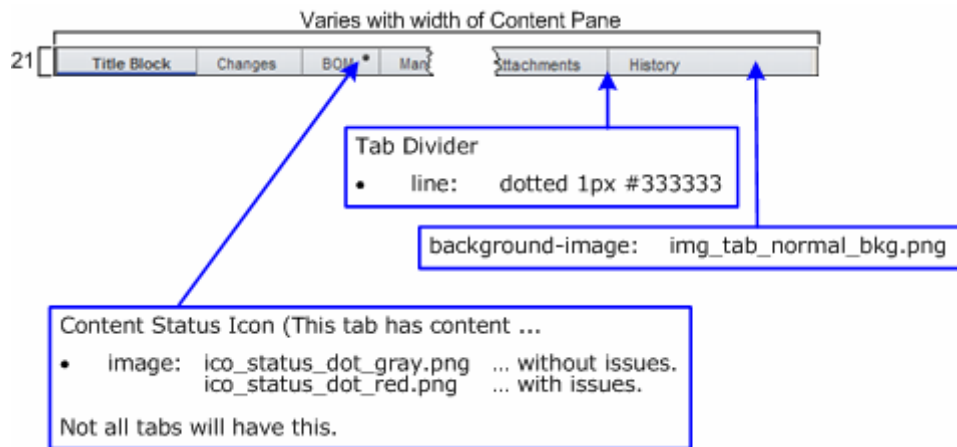 Varies with width of Content Pane
21
Title Block Changes BOM Man ttachments History
Tab Divider
• line: dotted 1px #333333
background-image: img_tab_normal_bkg.png
Content Status Icon (This tab has content ...
• image: ico_status_dot_gray.png ... without issues.
ico_status_dot_red.png ... with issues.
Not all tabs will have this.